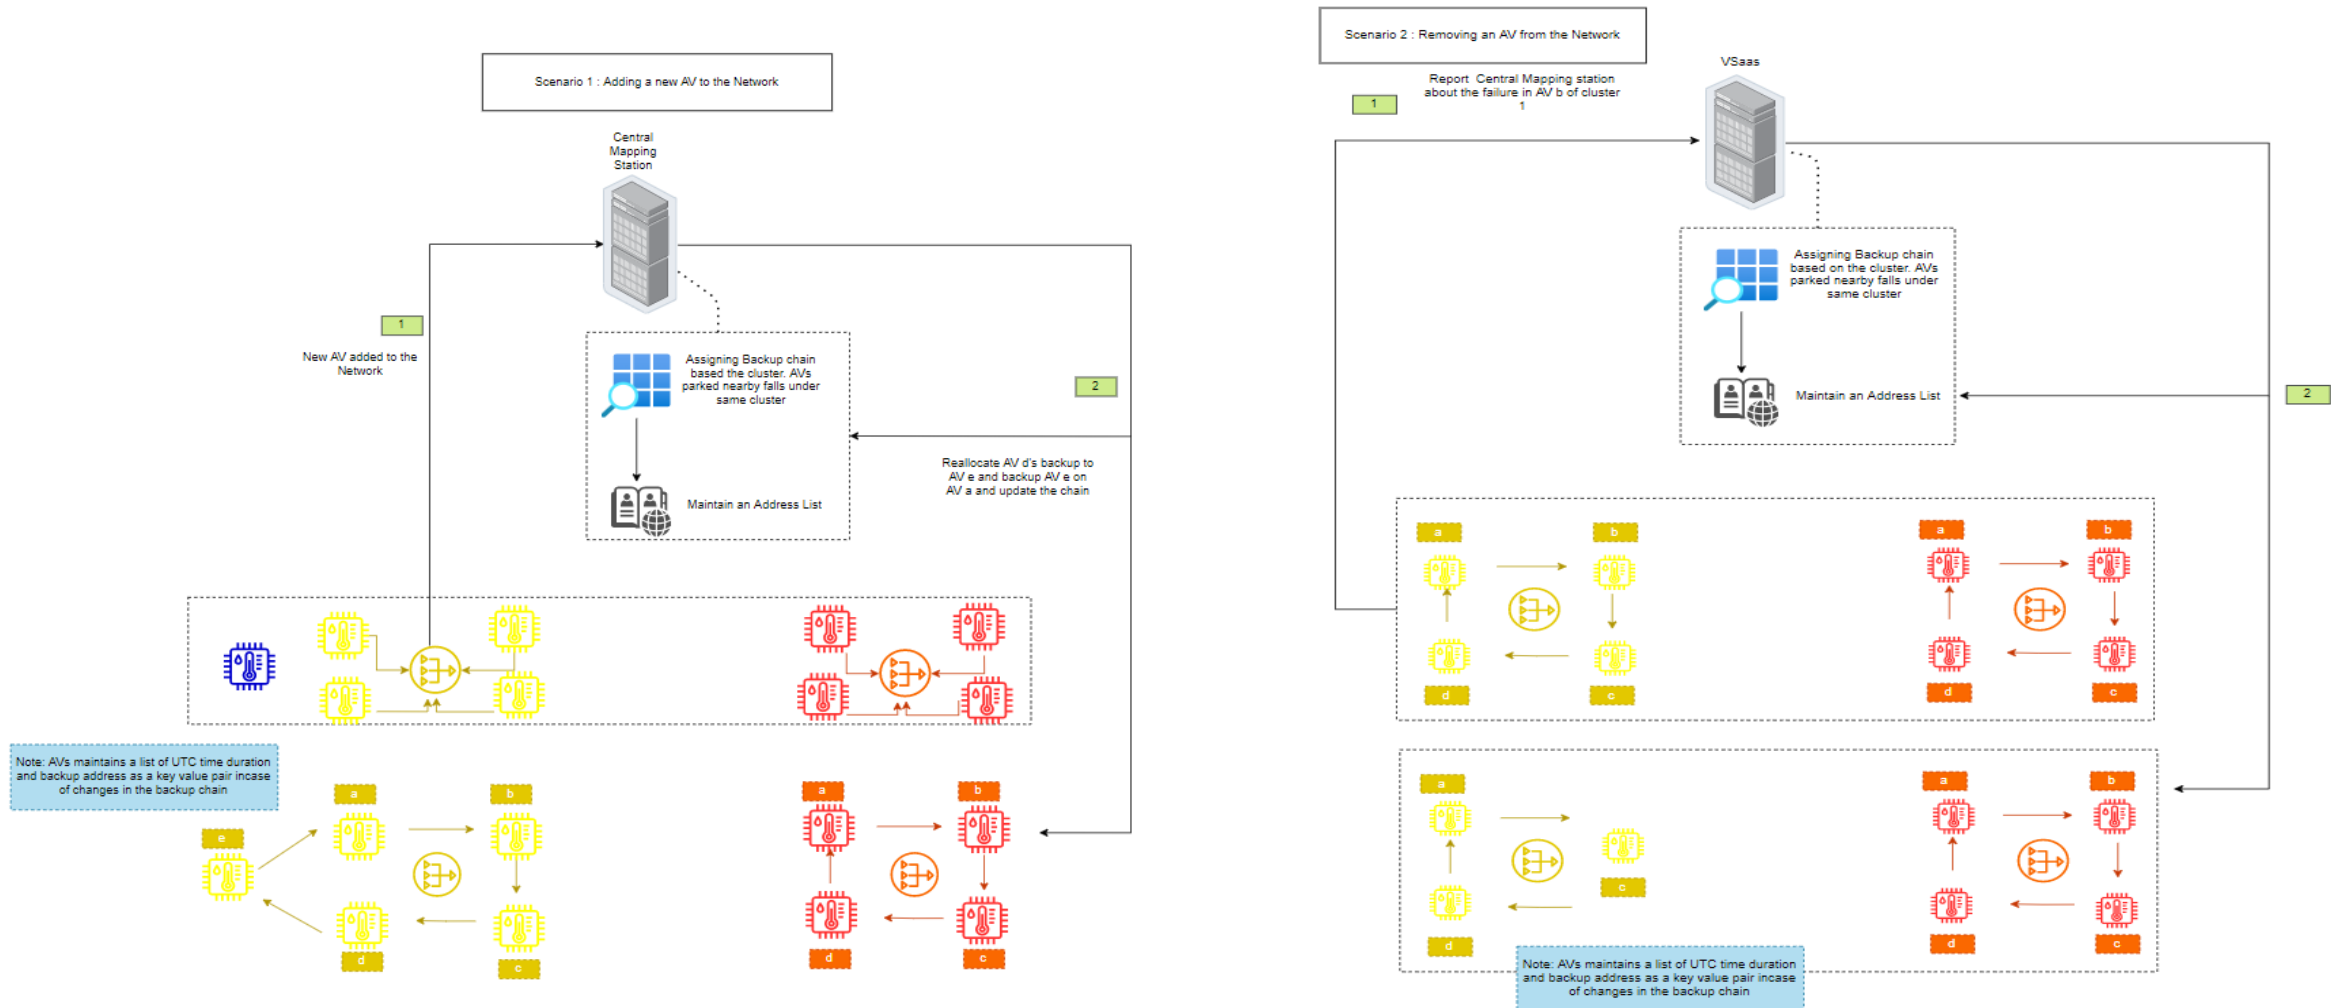 Scenario 1 : Adding a new AV to the Network
Central
Mapping
Station
1
New AV added to the
Network
Assigning Backup chain
based the cluster. AVs
parked nearby falls under
same cluster
Maintain an Address List
2
Reallocate AV d's backup to
AV e and backup AV e on
AV a and update the chain
Note: AVs maintains a list of UTC time duration
and backup address as a key value pair incase
of changes in the backup chain
a
b
e
d
c
a
b
d
c
Scenario 2 : Removing an AV from the Network
VSaas
Report Central Mapping station
about the failure in AV b of cluster
1
1
Assigning Backup chain
based on the cluster. AVs
parked nearby falls under
same cluster
Maintain an Address List
2
a
b
d
c
a
b
d
c
a
c
d
a
b
d
c
Note: AVs maintains a list of UTC time duration
and backup address as a key value pair incase
of changes in the backup chain